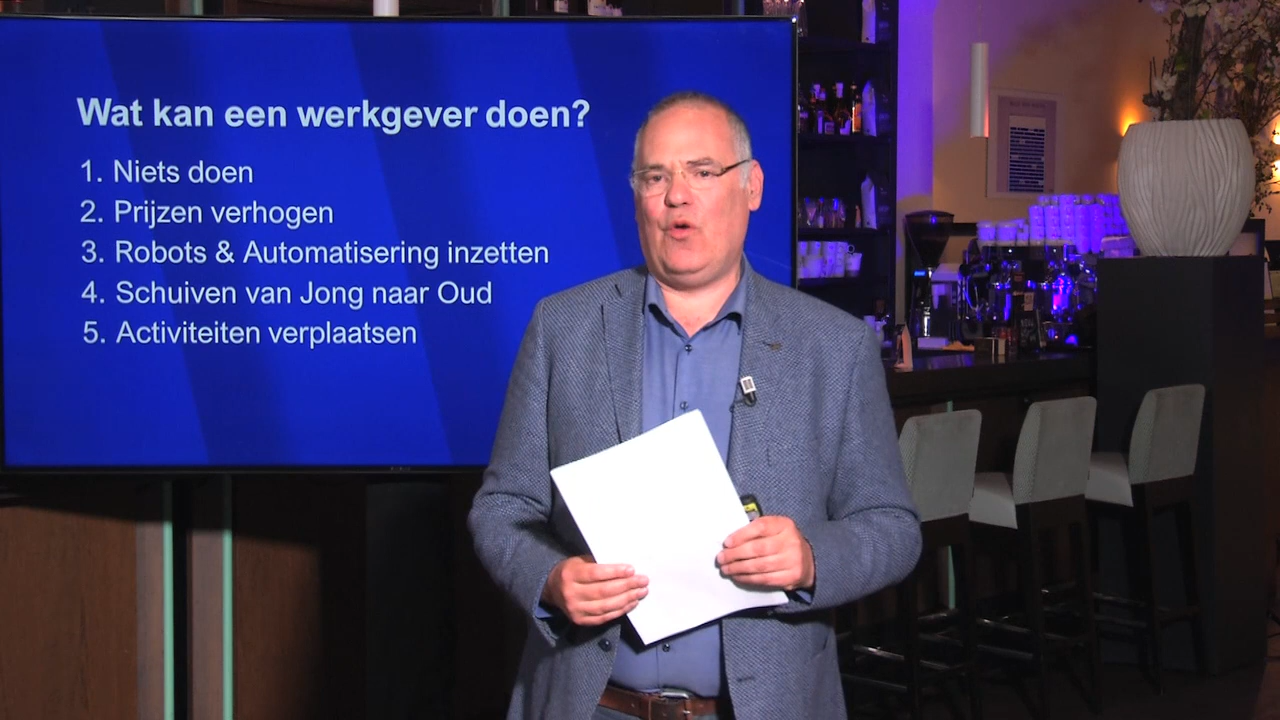 Wat kan een werkgever doen?
1. Niets doen
2. Prijzen verhogen
3. Robots & Automatisering inzetten
4. Schuiven van Jong naar Oud
5. Activiteiten verplaatsen